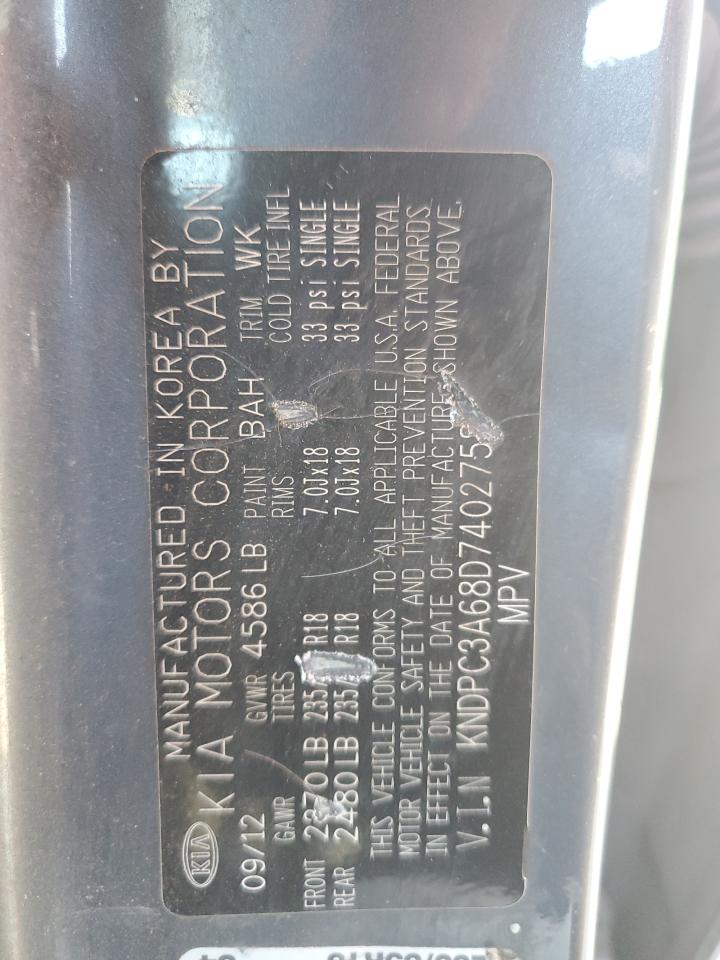 KIA
MANUFACTURED IN KOREA BY
KIA MOTORS CORPORATION
09/12 GVWR 4586 LB PAINT BAH TRIM WK
GAWR TIRES RIMS COLD TIRE INFL
FRONT LB R18 7.0Jx18 33 psi SINGLE
REAR 2480LB R18 7.0Jx18 33 psi SINGLE
THIS VEHICLE CONFORMS TO ALL APPLICABLE U.S.A. FEDERAL
MOTOR VEHICLE SAFETY AND THEFT PREVENTION STANDARDS
IN EFFECT ON THE DATE OF MANUFACTURE SHOWN ABOVE.
V.I.N
MPV